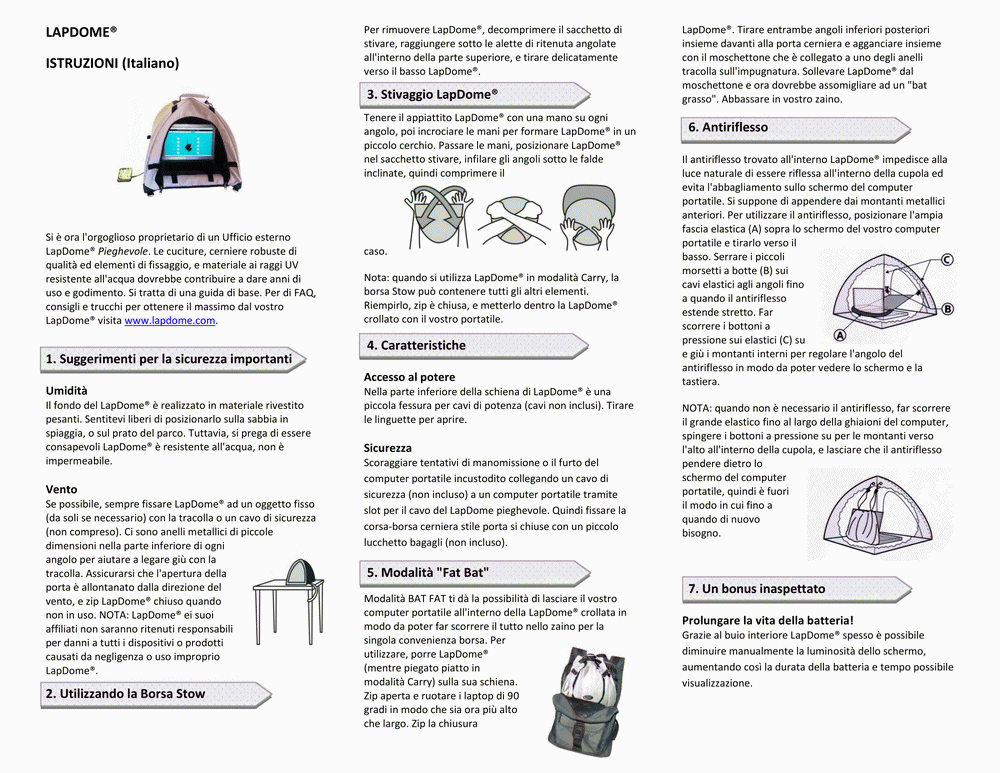 LAPDOME®
ISTRUZIONI (Italiano)
Si è ora l'orgoglioso proprietario di un Ufficio esterno
LapDome® Pieghevole. Le cuciture, cerniere robuste di
qualità ed elementi di fissaggio, e materiale ai raggi UV
resistente all'acqua dovrebbe contribuire a dare anni di
uso e godimento. Si tratta di una guida di base. Per di FAQ,
consigli e trucchi per ottenere il massimo dal vostro
LapDome® visita www.lapdome.com.
1. Suggerimenti per la sicurezza importanti
Umidità
Il fondo del LapDome® è realizzato in materiale rivestito
pesanti. Sentitevi liberi di posizionarlo sulla sabbia in
spiaggia, o sul prato del parco. Tuttavia, si prega di essere
consapevoli LapDome® è resistente all'acqua, non è
impermeabile.
Vento
Se possibile, sempre fissare LapDome® ad un oggetto fisso
(da soli se necessario) con la tracolla o un cavo di sicurezza
(non compreso). Ci sono anelli metallici di piccole
dimensioni nella parte inferiore di ogni
angolo per aiutare a legare giù con la
tracolla. Assicurarsi che l'apertura della
porta è allontanato dalla direzione del
vento, e zip LapDome® chiuso quando
non in uso. NOTA: LapDome® ei suoi
affiliati non saranno ritenuti responsabili
per danni a tutti i dispositivi o prodotti
causati da negligenza o uso improprio
LapDome®.
2. Utilizzando la Borsa Stow
Per rimuovere LapDome®, decomprimere il sacchetto di
stivare, raggiungere sotto le alette di ritenuta angolate
all'interno della parte superiore, e tirare delicatamente
verso il basso LapDome®.
3. Stivaggio LapDome®
Tenere il appiattito LapDome® con una mano su ogni
angolo, poi incrociare le mani per formare LapDome® in un
piccolo cerchio. Passare le mani, posizionare LapDome®
nel sacchetto stivare, infilare gli angoli sotto le falde
inclinate, quindi comprimere il
caso.
Nota: quando si utilizza LapDome® in modalità Carry, la
borsa Stow può contenere tutti gli altri elementi.
Riempirlo, zip è chiusa, e metterlo dentro la LapDome®
crollato con il vostro portatile.
4. Caratteristiche
Accesso al potere
Nella parte inferiore della schiena di LapDome® è una
piccola fessura per cavi di potenza (cavi non inclusi). Tirare
le linguette per aprire.
Sicurezza
Scoraggiare tentativi di manomissione o il furto del
computer portatile incustodito collegando un cavo di
sicurezza (non incluso) a un computer portatile tramite
slot per il cavo del LapDome pieghevole. Quindi fissare la
corsa-borsa cerniera stile porta si chiuse con un piccolo
lucchetto bagagli (non incluso).
5. Modalità "Fat Bat"
Modalità BAT FAT ti dà la possibilità di lasciare il vostro
computer portatile all'interno della LapDome® crollata in
modo da poter far scorrere il tutto nello zaino per la
singola convenienza borsa. Per
utilizzare, porre LapDome®
(mentre piegato piatto in
modalità Carry) sulla sua schiena.
Zip aperta e ruotare i laptop di 90
gradi in modo che sia ora più alto
che largo. Zip la chiusura
LapDome®. Tirare entrambe angoli inferiori posteriori
insieme davanti alla porta cerniera e agganciare insieme
con il moschettone che è collegato a uno degli anelli
tracolla sull'impugnatura. Sollevare LapDome® dal
moschettone e ora dovrebbe assomigliare ad un "bat
grasso". Abbassare in vostro zaino.
6. Antiriflesso
Il antiriflesso trovato all'interno LapDome® impedisce alla
luce naturale di essere riflessa all'interno della cupola ed
evita l'abbagliamento sullo schermo del computer
portatile. Si suppone di appendere dai montanti metallici
anteriori. Per utilizzare il antiriflesso, posizionare l'ampia
fascia elastica (A) sopra lo schermo del vostro computer
portatile e tirarlo verso il
basso. Serrare i piccoli
morsetti a botte (B) sui
cavi elastici agli angoli fino
a quando il antiriflesso
estende stretto. Far
scorrere i bottoni a
pressione sui elastici (C) su
e giù i montanti interni per regolare l'angolo del
antiriflesso in modo da poter vedere lo schermo e la
tastiera.
C
B
A
NOTA: quando non è necessario il antiriflesso, far scorrere
il grande elastico fino al largo della ghiaioni del computer,
spingere i bottoni a pressione su per le montanti verso
l'alto all'interno della cupola, e lasciare che il antiriflesso
pendere dietro lo
schermo del computer
portatile, quindi è fuori
il modo in cui fino a
quando di nuovo
bisogno.
7. Un bonus inaspettato
Prolungare la vita della batteria!
Grazie al buio interiore LapDome® spesso è possibile
diminuire manualmente la luminosità dello schermo,
aumentando così la durata della batteria e tempo possibile
visualizzazione.